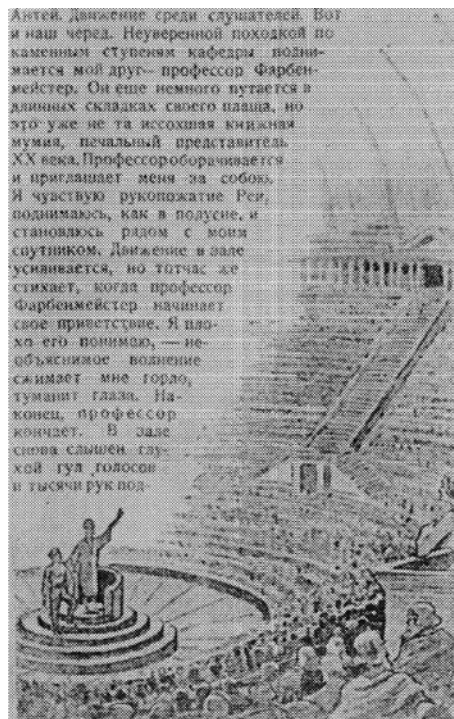 Антей. Движение среди слушателей. Вот
и наш черед. Неуверенной походкой по
каменным ступеням кафедры подни-
мается мой друг— профессор Фарбен-
мейстер. Он еще немного путается в
длинных складках своего плаща, но
это уже не та иссохшая книжная
мумия, печальный представитель
XX века. Профессор оборачивается
и приглашает меня за собою.
Я чувствую рукопожатие Реи,
поднимаюсь, как в полусне, и
становлюсь рядом с моим
спутником. Движение в зале
усиливается, но тотчас же
стихает, когда профессор
Фарбенмейстер начинает
свое приветствие. Я пло-
хо его понимаю, — не-
объяснимое волнение
сжимает мне горло,
туманит глаза. На-
конец, профессор
кончает. В зале
снова слышен глу-
хой гул голосов
и тысячи рук под-